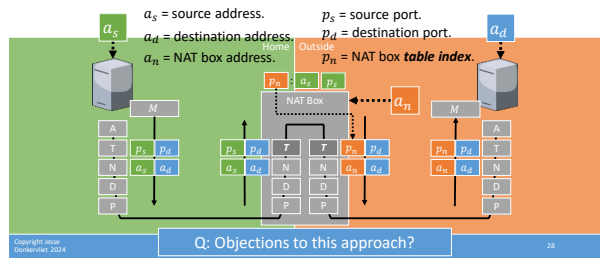 a_s = source address.
p_s = source port.
a_s
a_d = destination address.
p_d = destination port.
a_d
Home Outside
a_n = NAT box address.
p_n = NAT box table index.
p_n : a_s p_s
NAT Box
a_n
M
M
A
A
T p_s p_d p_s p_d T T p_n p_d p_n p_d T
N a_s a_d a_s a_d N N a_n a_d a_n a_d N
D D D D
P P P P
Copyright Jesse
Donkervliet 2024
Q: Objections to this approach?
28